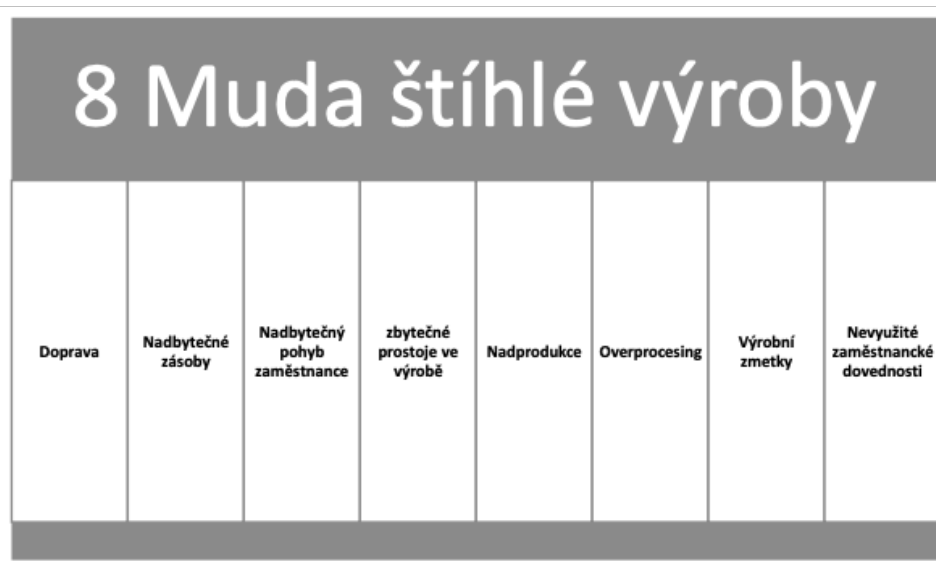 8 Muda štíhlé výroby
Doprava
Nadbytečné
zásoby
Nadbytečný
pohyb
zaměstnance
zbytečné
prostoje ve
výrobě
Nadprodukce
Overprocesing
Výrobní
zmetky
Nevyužité
zaměstnancké
dovednosti